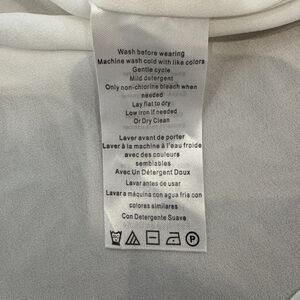 Wash before wearing
Machine wash cold with like colors
Gentle cycle
Mild detergent
Only non-chlorine bleach when
needed
Lay flat to dry
Low iron if needed
Or Dry Clean
Laver avant de porter
Laver à la machine à l'eau froide
avec des couleurs
semblables
Avec Un Détergent Doux
Lavar antes de usar
Lavar a máquina con agua fria con
colores similares
Con Detergente Suave
P